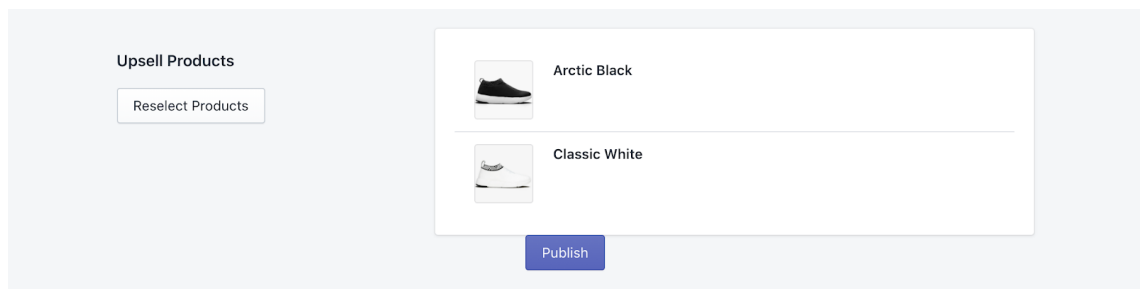 Upsell Products
Reselect Products
Arctic Black
Classic White
Publish